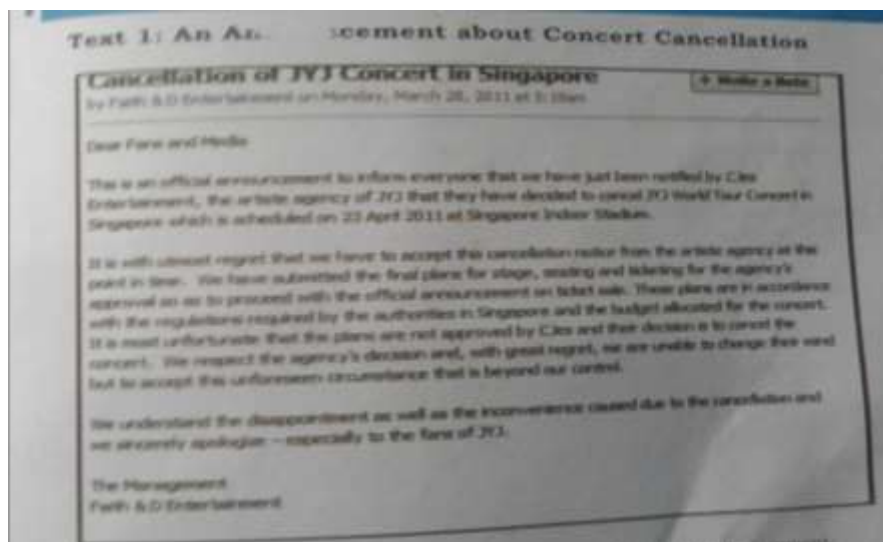 Text 1: An An cement about Concert Cancellation
Cancellation of JYJ Concert in Singapore
+ Make a Note
by Faith & D Entertainment on Monday, March 28, 2011 at
Dear Fans and Media
This is an official announcement to inform everyone that we have just been notified by CJes
Entertainment, the artiste agency of JYJ that they have decided to cancel JYJ World Tour Concert in
Singapore which is scheduled on 23 April 2011 at Singapore Indoor Stadium.
It is with utmost regret that we have to accept this cancellation notice from the artiste agency at this
point in time. We have submitted the final plans for stage, seating and ticketing for the agency's
approval so as to proceed with the official announcement on ticket sale. These plans are in accordance
with the regulations required by the authorities in Singapore and the budget allocated for the concert.
It is most unfortunate that the plans are not approved by CJes and their decision is to cancel the
concert. We respect the agency's decision and, with great regret, we are unable to change their mind
but to accept this unforeseen circumstance that is beyond our control.
We understand the disappointment as well as the inconvenience caused due to the cancellation and
we sincerely apologise – especially to the fans of JYJ.
The Management
Faith & D Entertainment